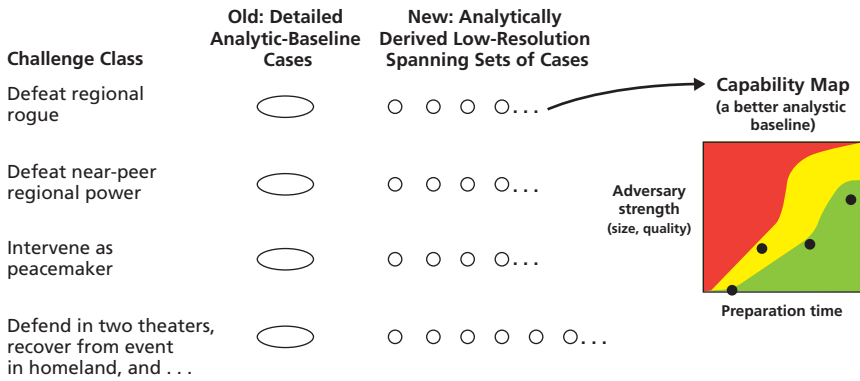 Old: Detailed
Analytic-Baseline
Cases
New: Analytically
Derived Low-Resolution
Spanning Sets of Cases
Challenge Class
Defeat regional
rogue
. . .
Capability Map
(a better analystic
baseline)
Defeat near-peer
regional power
. . .
Adversary
strength
(size, quality)
Intervene as
peacemaker
. . .
Preparation time
Defend in two theaters,
recover from event
in homeland, and . . .
. . .